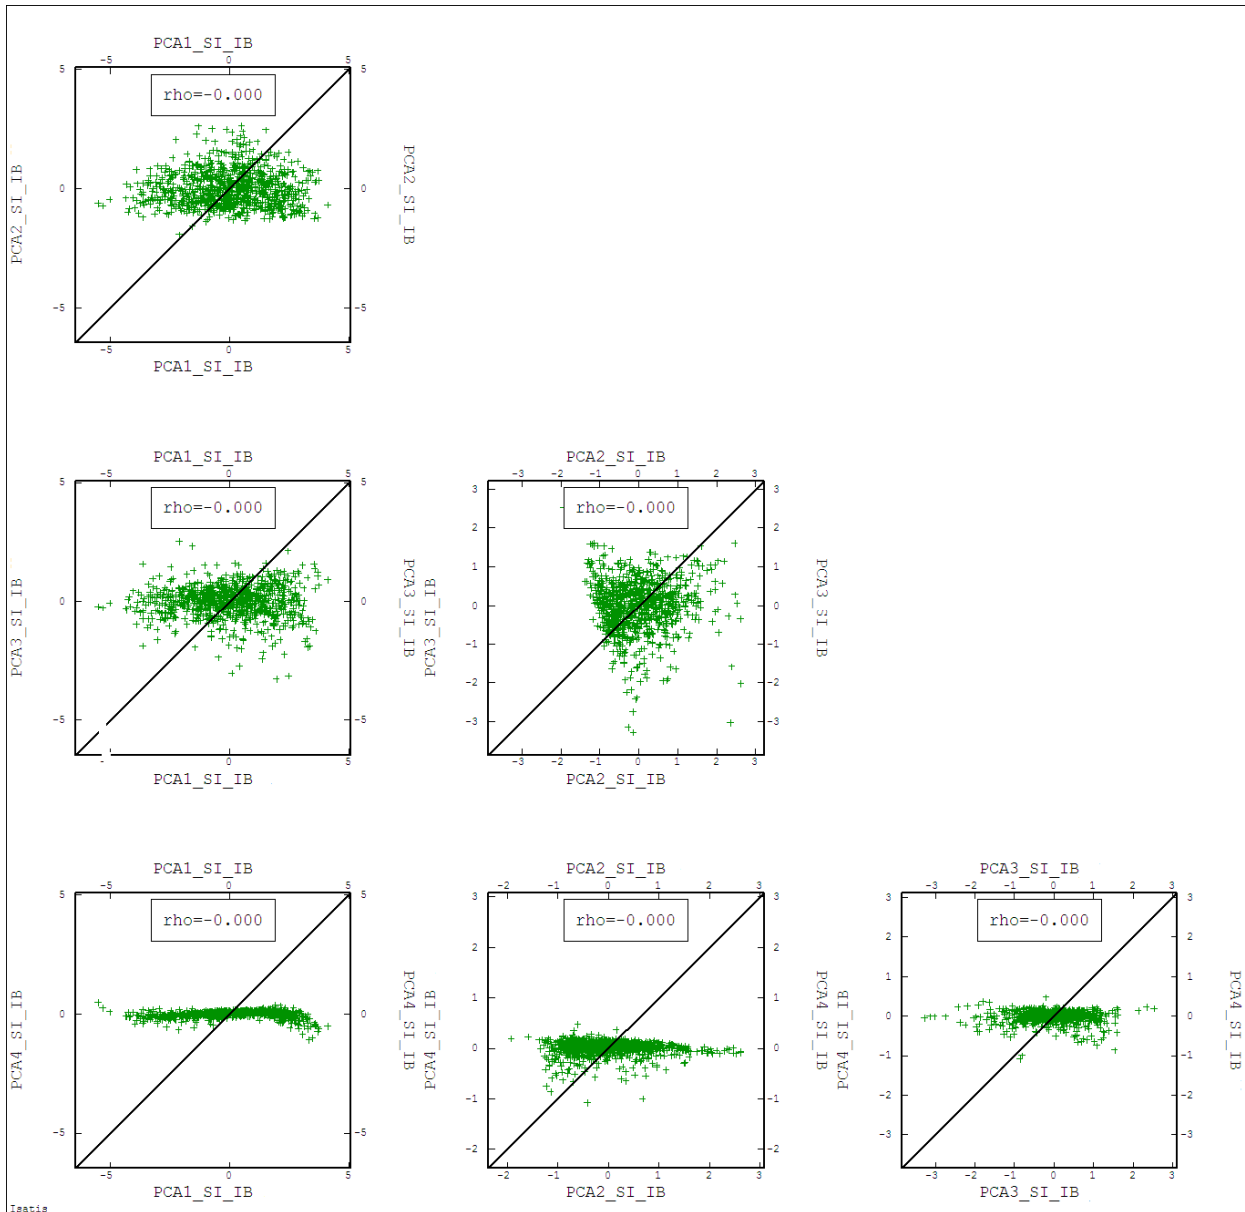 PCA1_SI_IB
-5 0 5
5 5
rho=-0.000
PCA2_SI_IB
PCA2_SI_IB
0 0
-5 -5
-5 0 5
PCA1_SI_IB
PCA1_SI_IB
PCA2_SI_IB
-5 0 5
-3 -2 -1 0 1 2 3
5 5
3 3
rho=-0.000
rho=-0.000
2 2
1 1
PCA3_SI_IB
PCA3_SI_IB
PCA3_SI_IB
PCA3_SI_IB
0 0
0 0
-1 -1
-2 -2
-5 -5
-3 -3
-
0 5
-3 -2 -1 0 1 2 3
PCA1_SI_IB
PCA2_SI_IB
PCA1_SI_IB
PCA2_SI_IB
PCA3_SI_IB
-5 0 5
-2 -1 0 1 2 3
-3 -2 -1 0 1 2 3
5 5
3 3
3 3
rho=-0.000
rho=-0.000
rho=-0.000
2 2
2 2
1 1
1 1
PCA4_SI_IB
PCA4_SI_IB
PCA4_SI_IB
PCA4_SI_IB
PCA4_SI_IB
PCA4_SI_IB
0 0
0 0
0 0
-1 -1
-1 -1
-2 -2
-5 -5
-2 -2
-3 -3
-5 0 5
-2 -1 0 1 2 3
-3 -2 -1 0 1 2 3
PCA1_SI_IB
PCA2_SI_IB
PCA3_SI_IB
Isatis